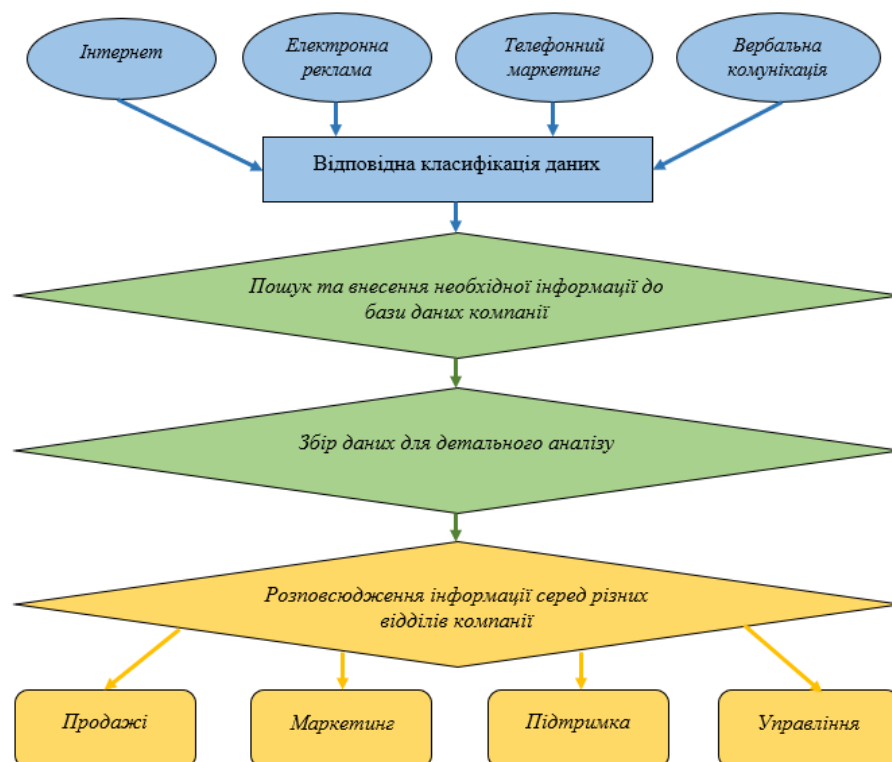 Інтернет
Електронна
реклама
Телефонний
маркетинг
Вербальна
комунікація
Відповідна класифікація даних
Пошук та внесення необхідної інформації до
бази даних компанії
Збір даних для детального аналізу
Розповсюдження інформації серед різних
відділів компанії
Продажі
Маркетинг
Підтримка
Управління